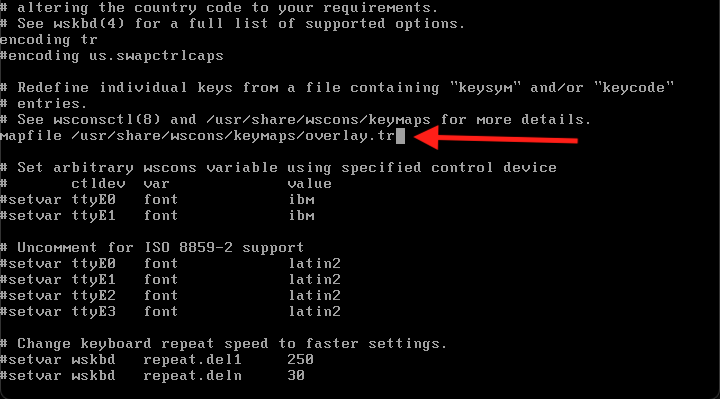 # altering the country code to your requirements.
# See wskbd(4) for a full list of supported options.
encoding tr
#encoding us.swapctrlcaps

# Redefine individual keys from a file containing "keysym" and/or "keycode"
# entries.
# See wsconsctl(8) and /usr/share/wscons/keymaps for more details.
mapfile /usr/share/wscons/keymaps/overlay.tr

# Set arbitrary wscons variable using specified control device
#       ctldev  var             value
#setvar ttyE0   font            ibm
#setvar ttyE1   font            ibm

# Uncomment for ISO 8859-2 support
#setvar ttyE0   font            latin2
#setvar ttyE1   font            latin2
#setvar ttyE2   font            latin2
#setvar ttyE3   font            latin2

# Change keyboard repeat speed to faster settings.
#setvar wskbd   repeat.del1     250
#setvar wskbd   repeat.deln     30